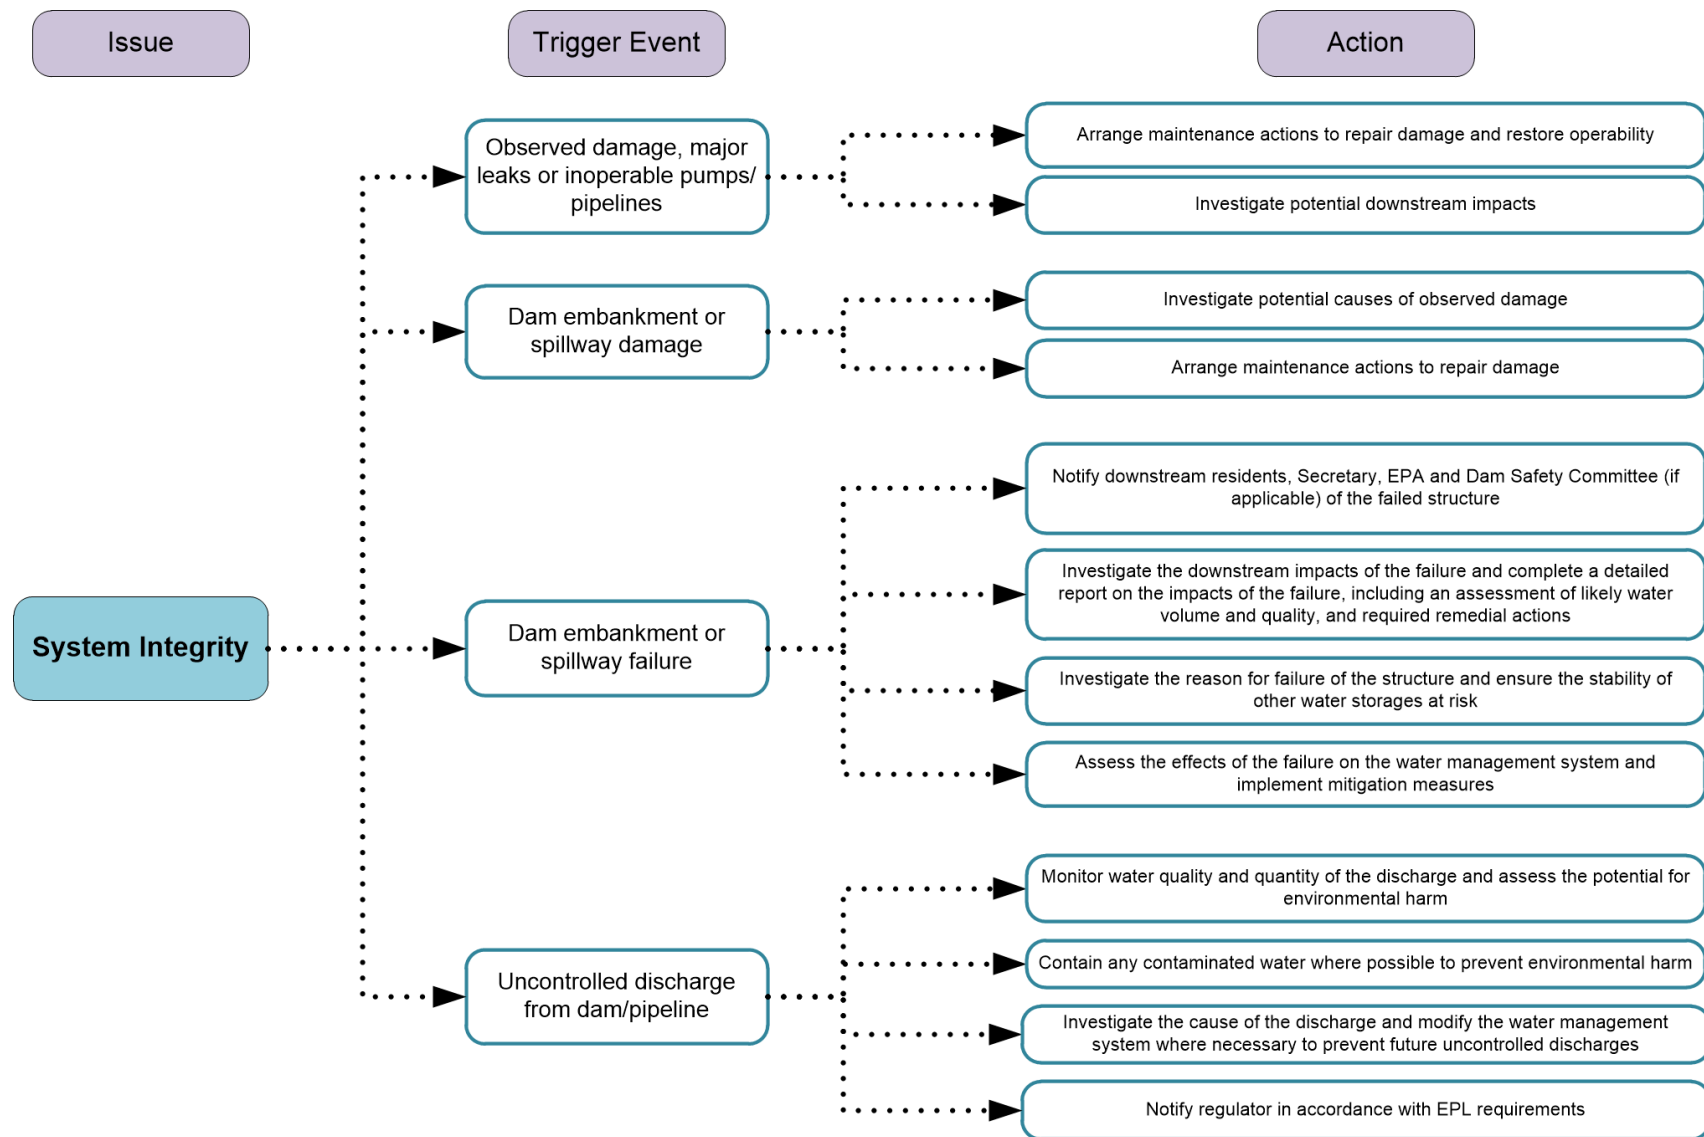 Issue
Trigger Event
Action
System Integrity
Observed damage, major
leaks or inoperable pumps/
pipelines
Arrange maintenance actions to repair damage and restore operability
Investigate potential downstream impacts
Dam embankment or
spillway damage
Investigate potential causes of observed damage
Arrange maintenance actions to repair damage
Dam embankment or
spillway failure
Notify downstream residents, Secretary, EPA and Dam Safety Committee (if
applicable) of the failed structure
Investigate the downstream impacts of the failure and complete a detailed
report on the impacts of the failure, including an assessment of likely water
volume and quality, and required remedial actions
Investigate the reason for failure of the structure and ensure the stability of
other water storages at risk
Assess the effects of the failure on the water management system and
implement mitigation measures
Uncontrolled discharge
from dam/pipeline
Monitor water quality and quantity of the discharge and assess the potential for
environmental harm
Contain any contaminated water where possible to prevent environmental harm
Investigate the cause of the discharge and modify the water management
system where necessary to prevent future uncontrolled discharges
Notify regulator in accordance with EPL requirements